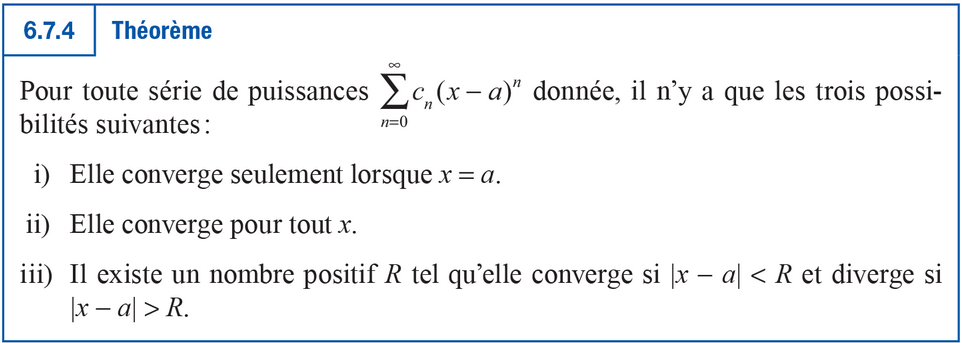 6.7.4 Théorème
Pour toute série de puissances $\sum_{n=0}^{\infty} c_n (x - a)^n$ donnée, il n'y a que les trois possi-
bilités suivantes :
i) Elle converge seulement lorsque x = a.
ii) Elle converge pour tout x.
iii) Il existe un nombre positif R tel qu'elle converge si |x – a| < R et diverge si
|x – a| > R.